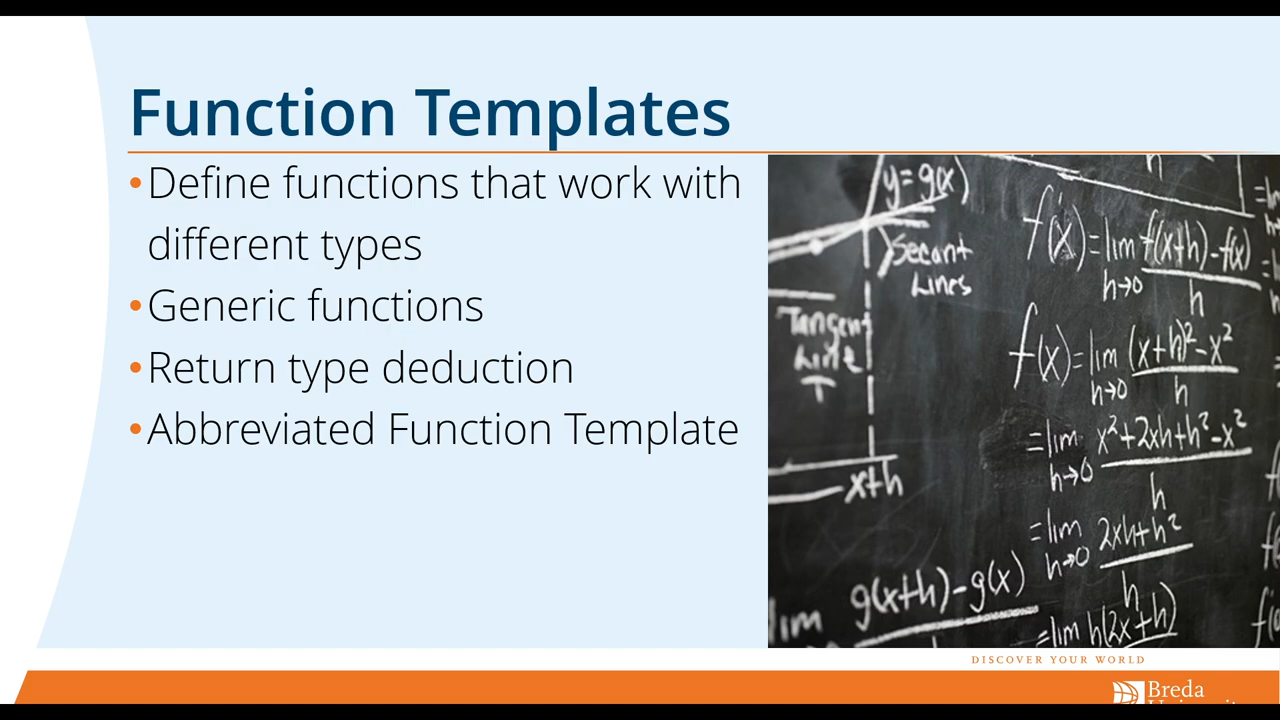 Function Templates
•Define functions that work with
different types
•Generic functions
•Return type deduction
•Abbreviated Function Template
y=g(x)
Secant
Lines
Tangent
Line
T
x+h
g(x+h)-g(x)
lim
f(x)=lim f(x+h)-f(x)
h→0 h
f(x)=lim (x+h)²-x²
h→0 h
=lim x²+2xh+h²-x²
h→0 h
=lim 2xh+h²
h→0 h
=lim h(2x+h)
DISCOVER YOUR WORLD
Breda